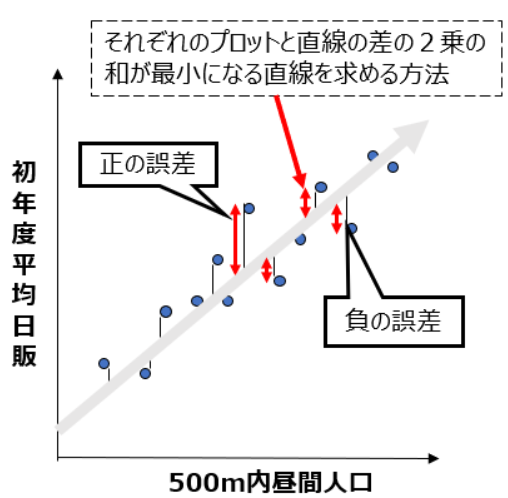 それぞれのプロットと直線の差の２乗の
和が最小になる直線を求める方法
正の誤差
初年度平均日販
負の誤差
500m内昼間人口